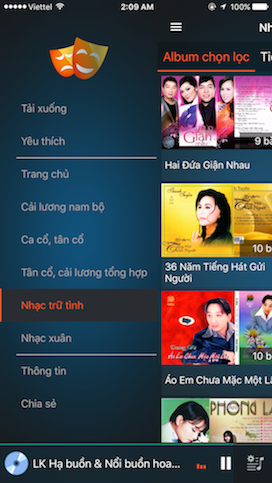 Viettel
2:09 AM
100%
Tải xuống
Yêu thích
Trang chủ
Cải lương nam bộ
Ca cổ, tân cổ
Tân cổ, cải lương tổng hợp
Nhạc trữ tình
Nhạc xuân
Thông tin
Chia sẻ
Nh
Album chọn lọc
Tiế
9 bà
Hai Đứa Giận Nhau
10 b
36 Năm Tiếng Hát Gửi
Người
10 b
Áo Em Chưa Mặc Một Lầ
PHONG LA
LK Hạ buồn & Nổi buồn hoa...